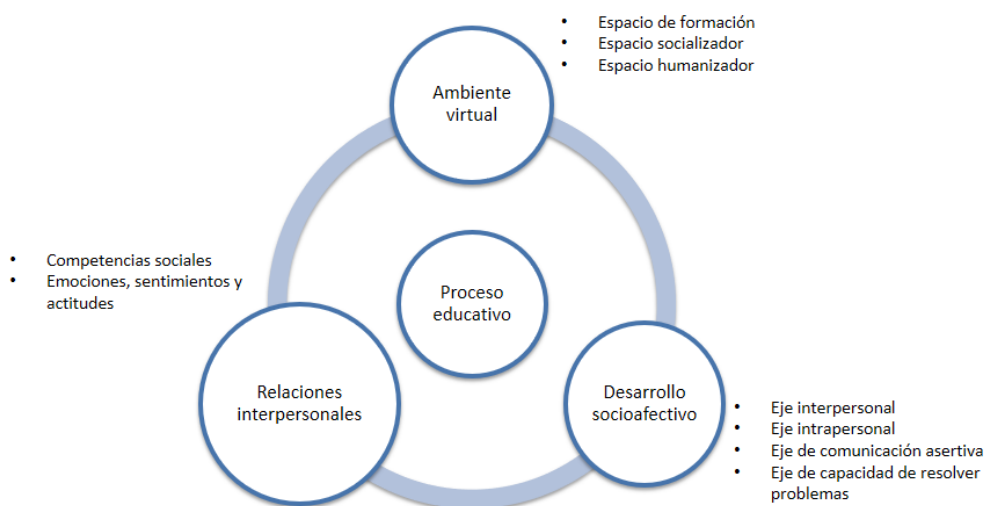 • Espacio de formación
• Espacio socializador
• Espacio humanizador
Ambiente
virtual
• Competencias sociales
• Emociones, sentimientos y
actitudes
Proceso
educativo
Relaciones
interpersonales
Desarrollo
socioafectivo
• Eje interpersonal
• Eje intrapersonal
• Eje de comunicación asertiva
• Eje de capacidad de resolver
problemas